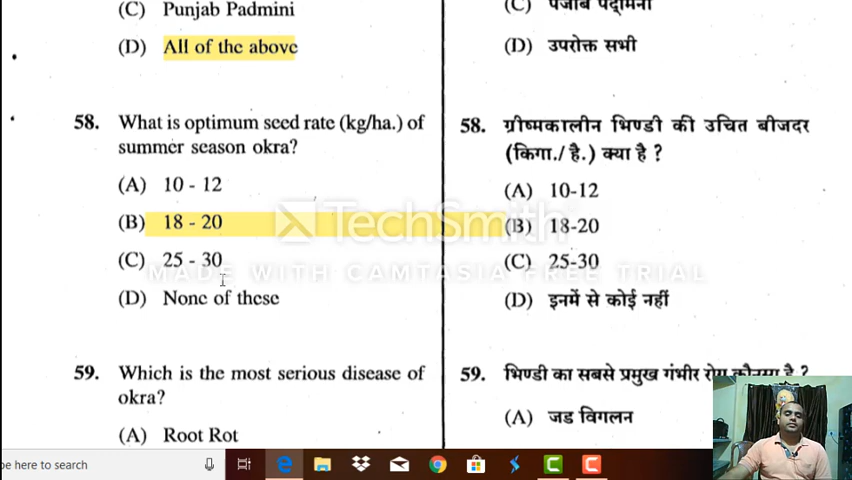 (C) Punjab Padmini
(D) All of the above
58. What is optimum seed rate (kg/ha.) of
summer season okra?
(A) 10 - 12
(B) 18 - 20
(C) 25 - 30
(D) None of these
59. Which is the most serious disease of
okra?
(A) Root Rot
(C) पंजाब पद्मिनी
(D) उपरोक्त सभी
58. ग्रीष्मकालीन भिण्डी की उचित बीजदर
(किगा./ है.) क्या है ?
(A) 10-12
(B) 18-20
(C) 25-30
(D) इनमें से कोई नहीं
59. भिण्डी का सबसे प्रमुख गंभीर रोग कौनसा है ?
(A) जड विगलन
TechSmith
MADE WITH CAMTASIA FREE TRIAL
pe here to search